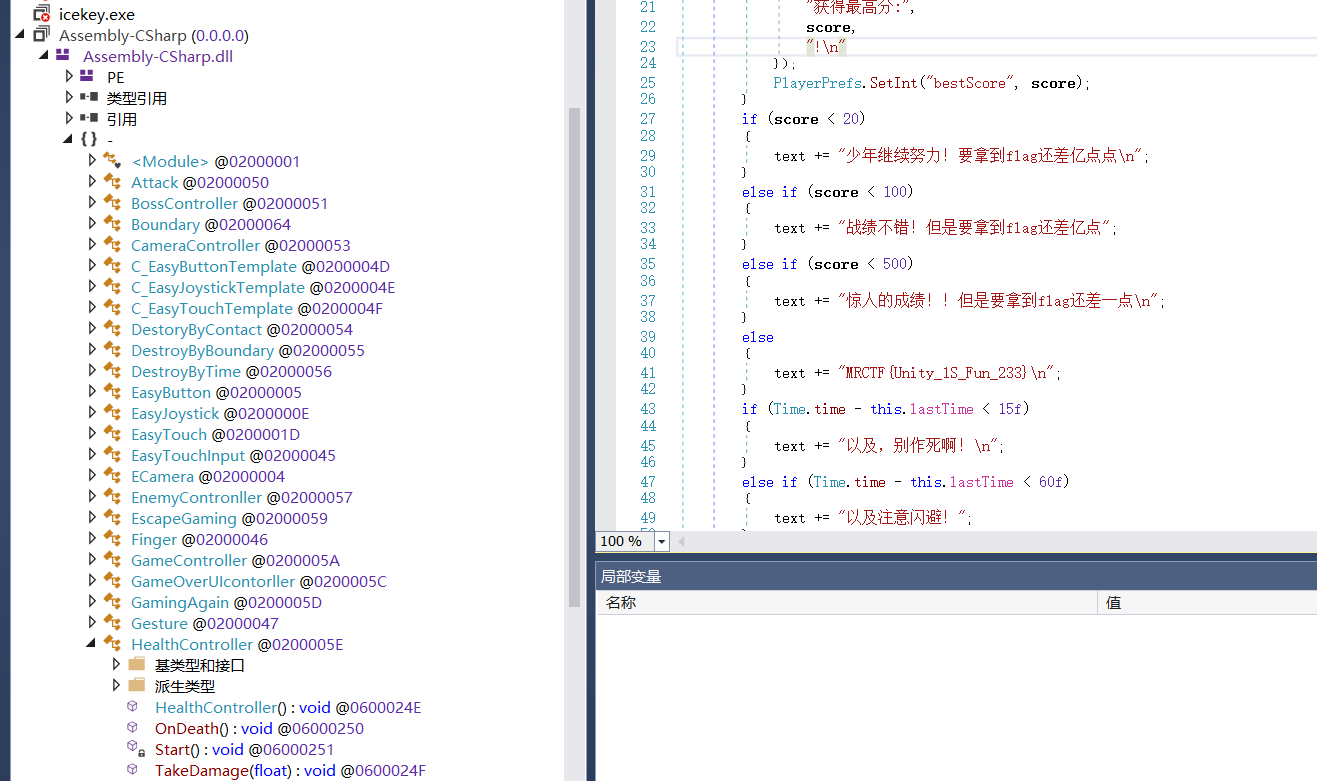 icekey.exe
Assembly-CSharp (0.0.0.0)
Assembly-CSharp.dll
PE
类型引用
引用
{ } -
<Module> @02000001
Attack @02000050
BossController @02000051
Boundary @02000064
CameraController @02000053
C_EasyButtonTemplate @0200004D
C_EasyJoystickTemplate @0200004E
C_EasyTouchTemplate @0200004F
DestoryByContact @02000054
DestroyByBoundary @02000055
DestroyByTime @02000056
EasyButton @02000005
EasyJoystick @0200000E
EasyTouch @0200001D
EasyTouchInput @02000045
ECamera @02000004
EnemyContronller @02000057
EscapeGaming @02000059
Finger @02000046
GameController @0200005A
GameOverUIcontorller @0200005C
GamingAgain @0200005D
Gesture @02000047
HealthController @0200005E
基类型和接口
派生类型
HealthController() : void @0600024E
OnDeath() : void @06000250
Start() : void @06000251
TakeDamage(float) : void @0600024F
21 "获得最高分:",
22 score,
23 "!\n"
24 });
25 PlayerPrefs.SetInt("bestScore", score);
26 }
27 if (score < 20)
28 {
29 text += "少年继续努力！要拿到flag还差亿点点\n";
30 }
31 else if (score < 100)
32 {
33 text += "战绩不错！但是要拿到flag还差亿点";
34 }
35 else if (score < 500)
36 {
37 text += "惊人的成绩！！但是要拿到flag还差一点\n";
38 }
39 else
40 {
41 text += "MRCTF{Unity_1S_Fun_233}\n";
42 }
43 if (Time.time - this.lastTime < 15f)
44 {
45 text += "以及，别作死啊！\n";
46 }
47 else if (Time.time - this.lastTime < 60f)
48 {
49 text += "以及注意闪避！";
100 %
局部变量
名称 值